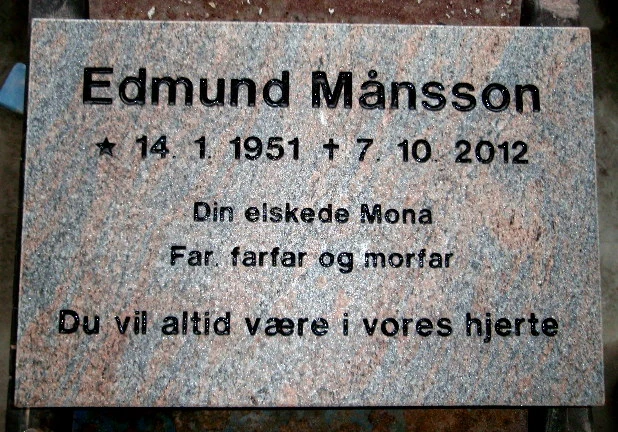 Edmund Månsson
★ 14. 1. 1951 ✝ 7. 10. 2012
Din elskede Mona
Far. farfar og morfar
Du vil altid være i vores hjerte